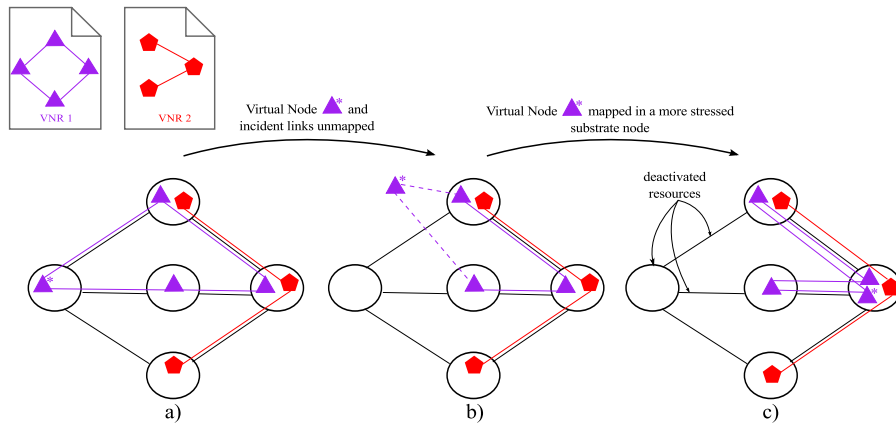 VNR 1
VNR 2
Virtual Node * and
incident links unmapped
Virtual Node * mapped in a more stressed
substrate node
deactivated
resources
*
*
*
a)
b)
c)